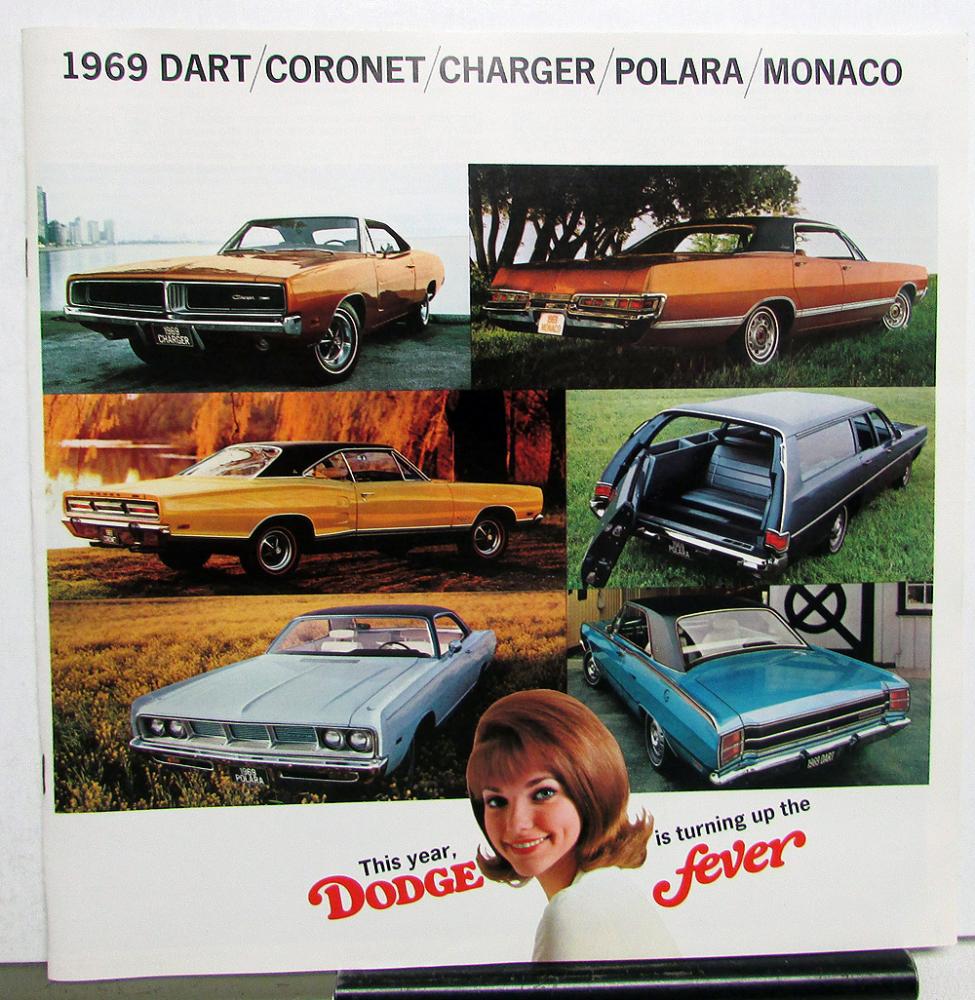 1969 DART/CORONET/CHARGER/POLARA/MONACO
Charger
1969
CHARGER
1969
MONACO
1969
POLARA
1969 DART
This year,
DODGE
is turning up the
fever